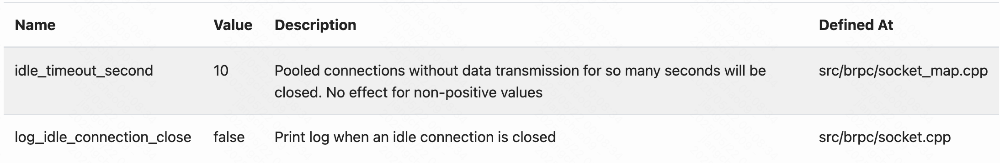 Name Value Description Defined At
idle_timeout_second 10 Pooled connections without data transmission for so many seconds will be src/brpc/socket_map.cpp
closed. No effect for non-positive values
log_idle_connection_close false Print log when an idle connection is closed src/brpc/socket.cpp